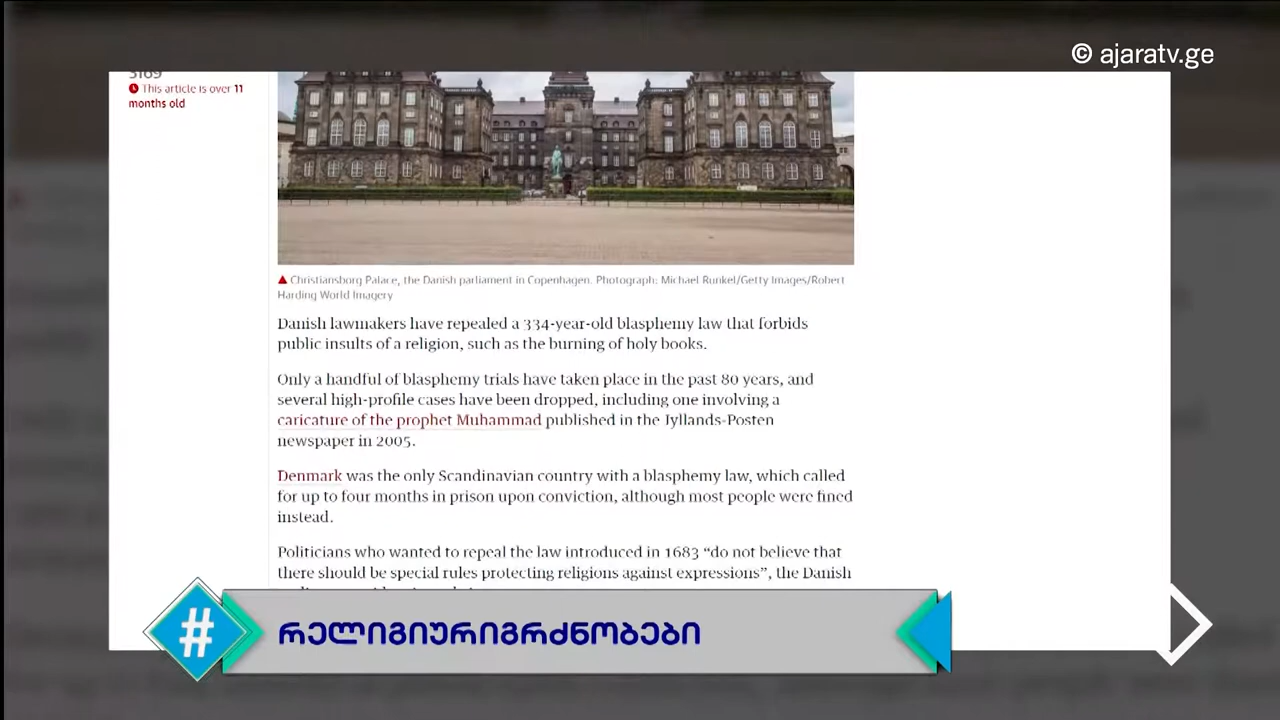 © ajaratv.ge
3169
This article is over 11
months old
Christiansborg Palace, the Danish parliament in Copenhagen. Photograph: Michael Runkel/Getty Images/Robert
Harding World Imagery
Danish lawmakers have repealed a 334-year-old blasphemy law that forbids
public insults of a religion, such as the burning of holy books.
Only a handful of blasphemy trials have taken place in the past 80 years, and
several high-profile cases have been dropped, including one involving a
caricature of the prophet Muhammad published in the Jyllands-Posten
newspaper in 2005.
Denmark was the only Scandinavian country with a blasphemy law, which called
for up to four months in prison upon conviction, although most people were fined
instead.
Politicians who wanted to repeal the law introduced in 1683 “do not believe that
there should be special rules protecting religions against expressions”, the Danish
# რელიგიურიგრძნობები